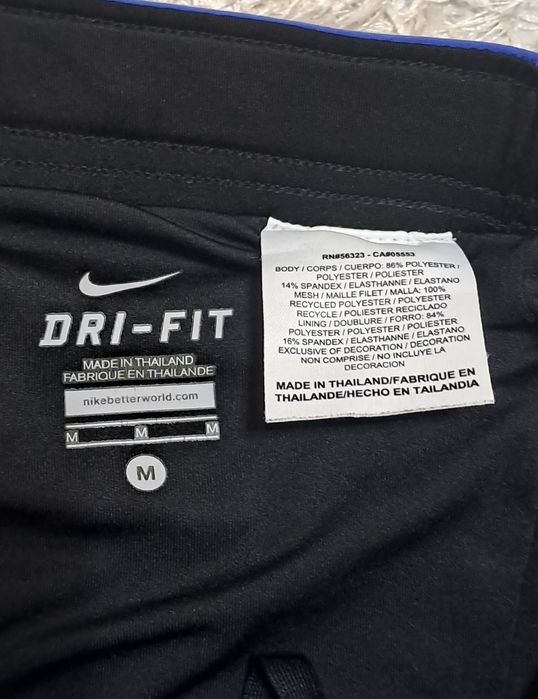 DRI-FIT
MADE IN THAILAND
FABRIQUE EN THAILANDE
nikebetterworld.com
M M M
M
RN#56323 - CA#05553
BODY / CORPS / CUERPO: 86% POLYESTER /
POLYESTER / POLIESTER
14% SPANDEX / ELASTHANNE / ELASTANO
MESH / MAILLE FILET / MALLA: 100%
RECYCLED POLYESTER / POLYESTER
RECYCLE / POLIESTER RECICLADO
LINING / DOUBLURE / FORRO: 84%
POLYESTER / POLYESTER / POLIESTER
16% SPANDEX / ELASTHANNE / ELASTANO
EXCLUSIVE OF DECORATION / DECORATION
NON COMPRISE / NO INCLUYE LA
DECORACION
MADE IN THAILAND/FABRIQUE EN
THAILANDE/HECHO EN TAILANDIA